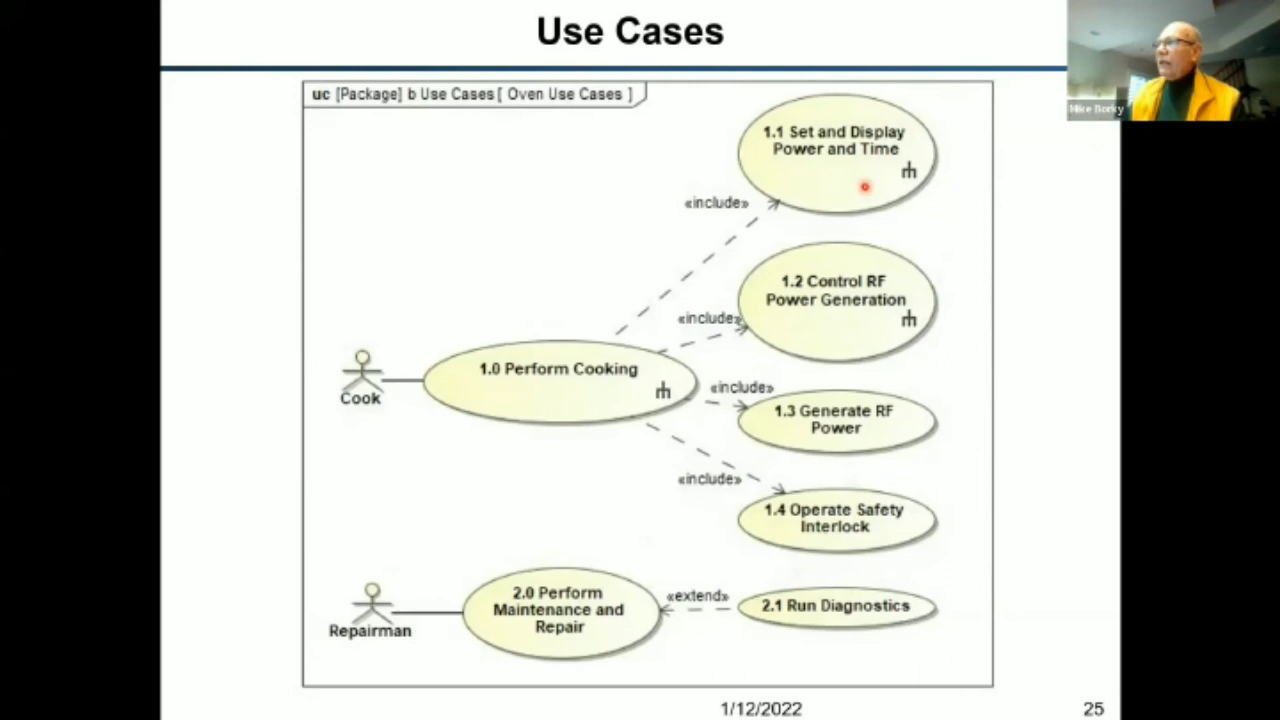 Use Cases
Mike Borky
uc [Package] b Use Cases [ Oven Use Cases ]
1.1 Set and Display
Power and Time
«include»
1.2 Control RF
Power Generation
«include»
1.0 Perform Cooking
«include»
1.3 Generate RF
Power
Cook
«include»
1.4 Operate Safety
Interlock
2.0 Perform
Maintenance and
Repair
«extend»
2.1 Run Diagnostics
Repairman
1/12/2022
25